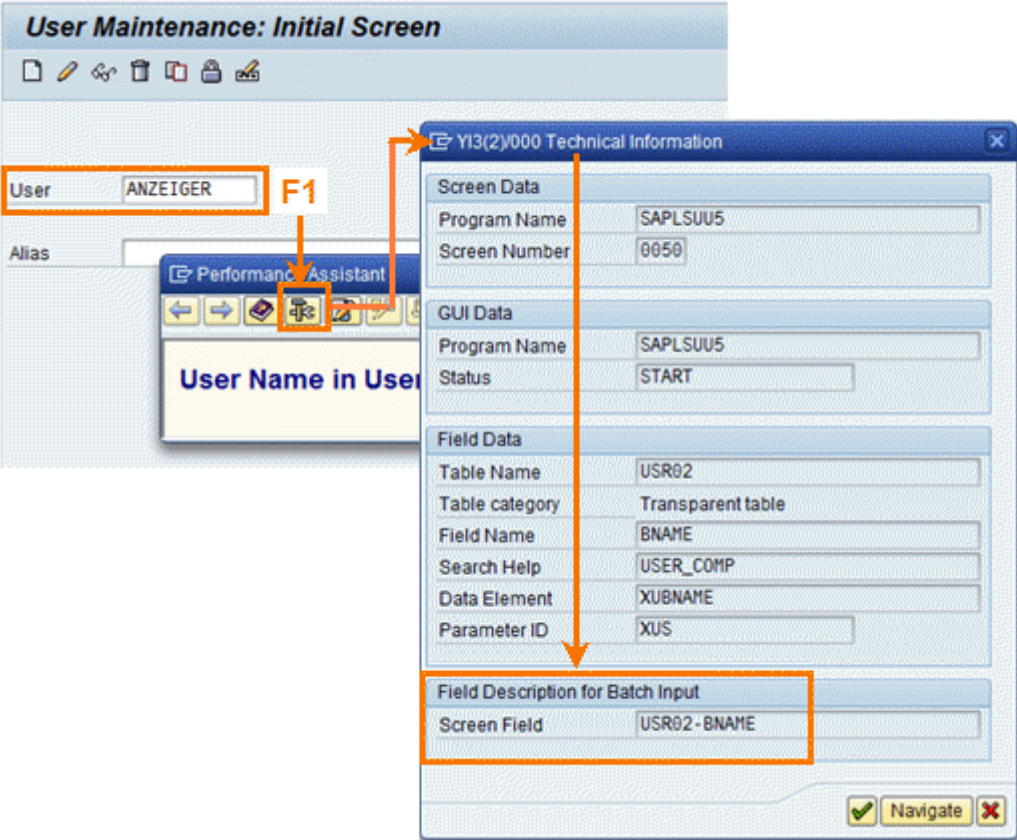 User Maintenance: Initial Screen
User ANZEIGER
F1
Alias
Performance Assistant
User Name in User
YI3(2)/000 Technical Information
Screen Data
Program Name SAPLSUU5
Screen Number 0050
GUI Data
Program Name SAPLSUU5
Status START
Field Data
Table Name USR02
Table category Transparent table
Field Name BNAME
Search Help USER_COMP
Data Element XUBNAME
Parameter ID XUS
Field Description for Batch Input
Screen Field USR02-BNAME
Navigate